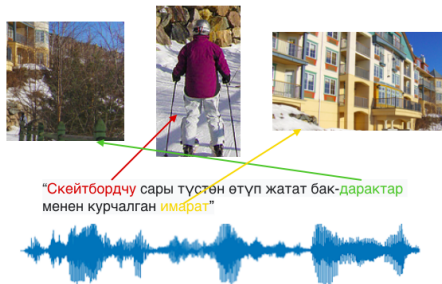 “Скейтбордчу сары түстөн өтүп жатат бак-дарактар
менен курчалган имарат”